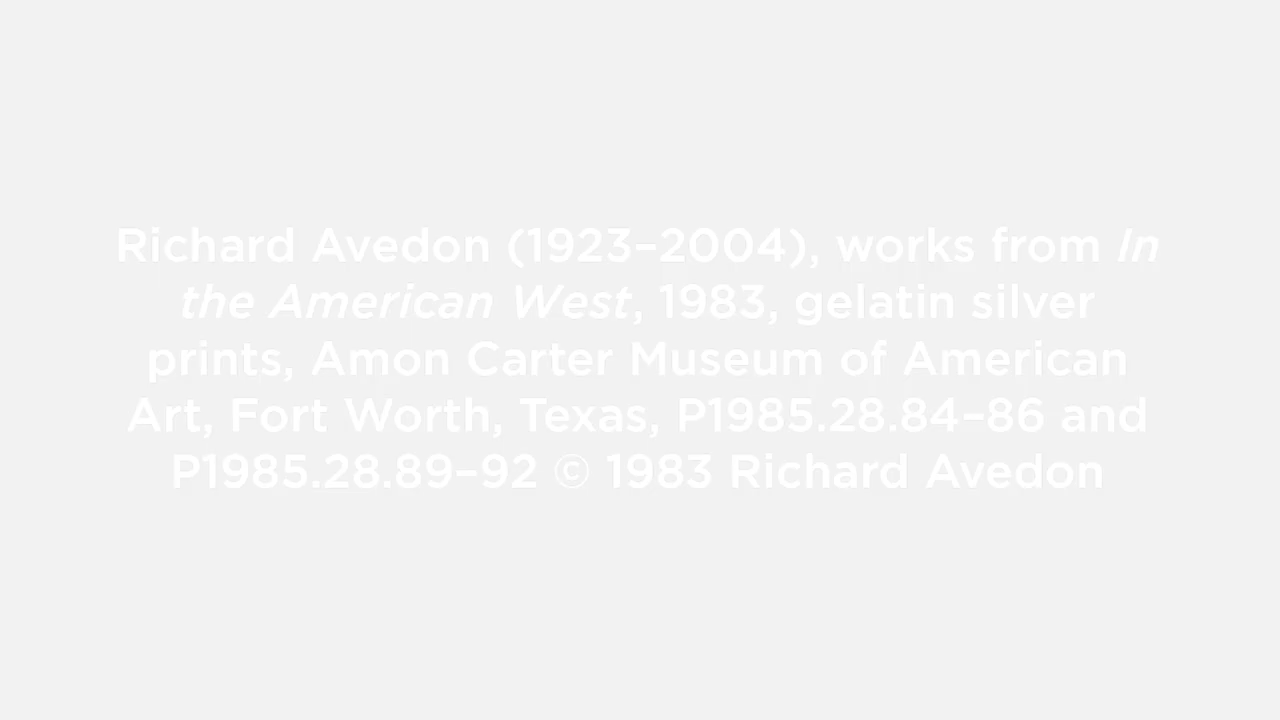 Richard Avedon (1923–2004), works from In
the American West, 1983, gelatin silver
prints, Amon Carter Museum of American
Art, Fort Worth, Texas, P1985.28.84–86 and
P1985.28.89–92 © 1983 Richard Avedon